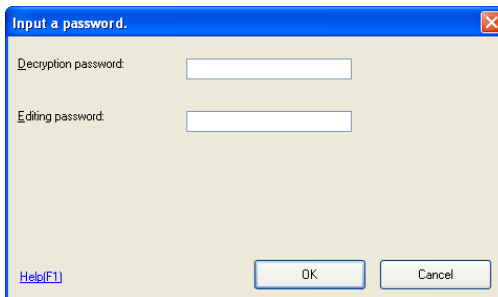 Input a password.
Decryption password:
Editing password:
Help(F1)
OK Cancel